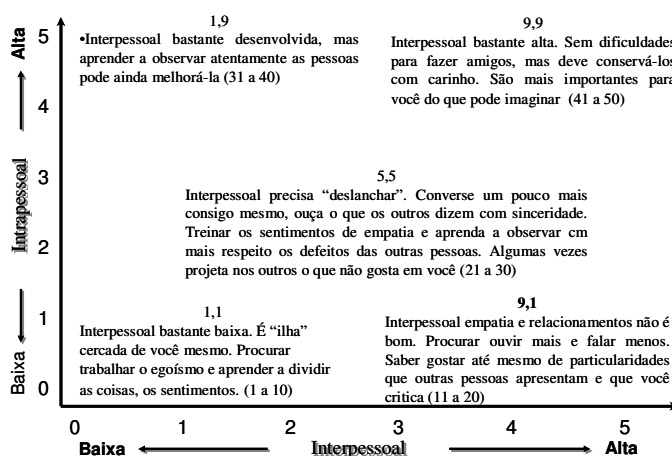 1,9
•Interpessoal bastante desenvolvida, mas
aprender a observar atentamente as pessoas
pode ainda melhorá-la (31 a 40)
9,9
Interpessoal bastante alta. Sem dificuldades
para fazer amigos, mas deve conservá-los
com carinho. São mais importantes para
você do que pode imaginar (41 a 50)
5,5
Interpessoal precisa “deslanchar”. Converse um pouco mais
consigo mesmo, ouça o que os outros dizem com sinceridade.
Treinar os sentimentos de empatia e aprenda a observar cm
mais respeito os defeitos das outras pessoas. Algumas vezes
projeta nos outros o que não gosta em você (21 a 30)
1,1
Interpessoal bastante baixa. É “ilha”
cercada de você mesmo. Procurar
trabalhar o egoísmo e aprender a dividir
as coisas, os sentimentos. (1 a 10)
9,1
Interpessoal empatia e relacionamentos não é
bom. Procurar ouvir mais e falar menos.
Saber gostar até mesmo de particularidades
que outras pessoas apresentam e que você
critica (11 a 20)
Alta
Intrapessoal
Baixa
5
4
3
2
1
0
0 1 2 3 4 5
Baixa Interpessoal Alta